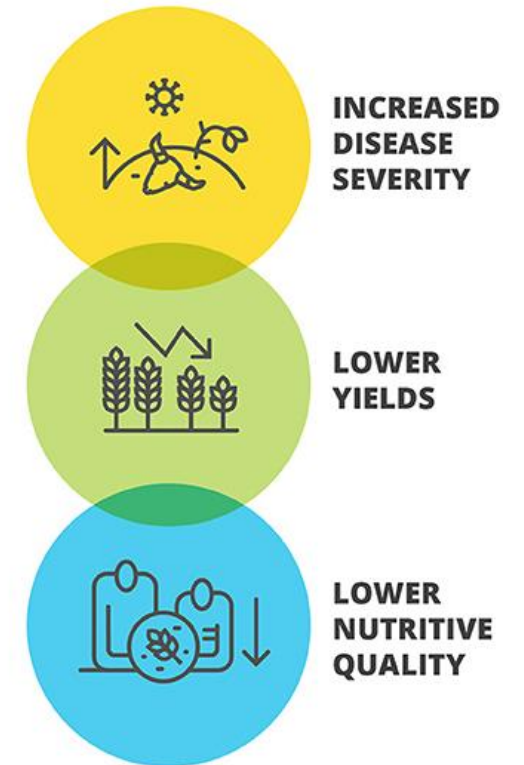 INCREASED
DISEASE
SEVERITY
LOWER
YIELDS
LOWER
NUTRITIVE
QUALITY